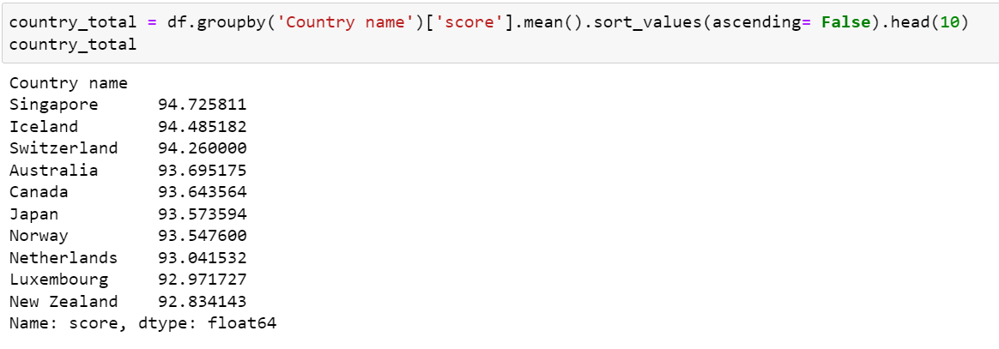 country_total = df.groupby('Country name')['score'].mean().sort_values(ascending= False).head(10)
country_total
Country name
Singapore      94.725811
Iceland        94.485182
Switzerland    94.260000
Australia      93.695175
Canada         93.643564
Japan          93.573594
Norway         93.547600
Netherlands    93.041532
Luxembourg     92.971727
New Zealand    92.834143
Name: score, dtype: float64